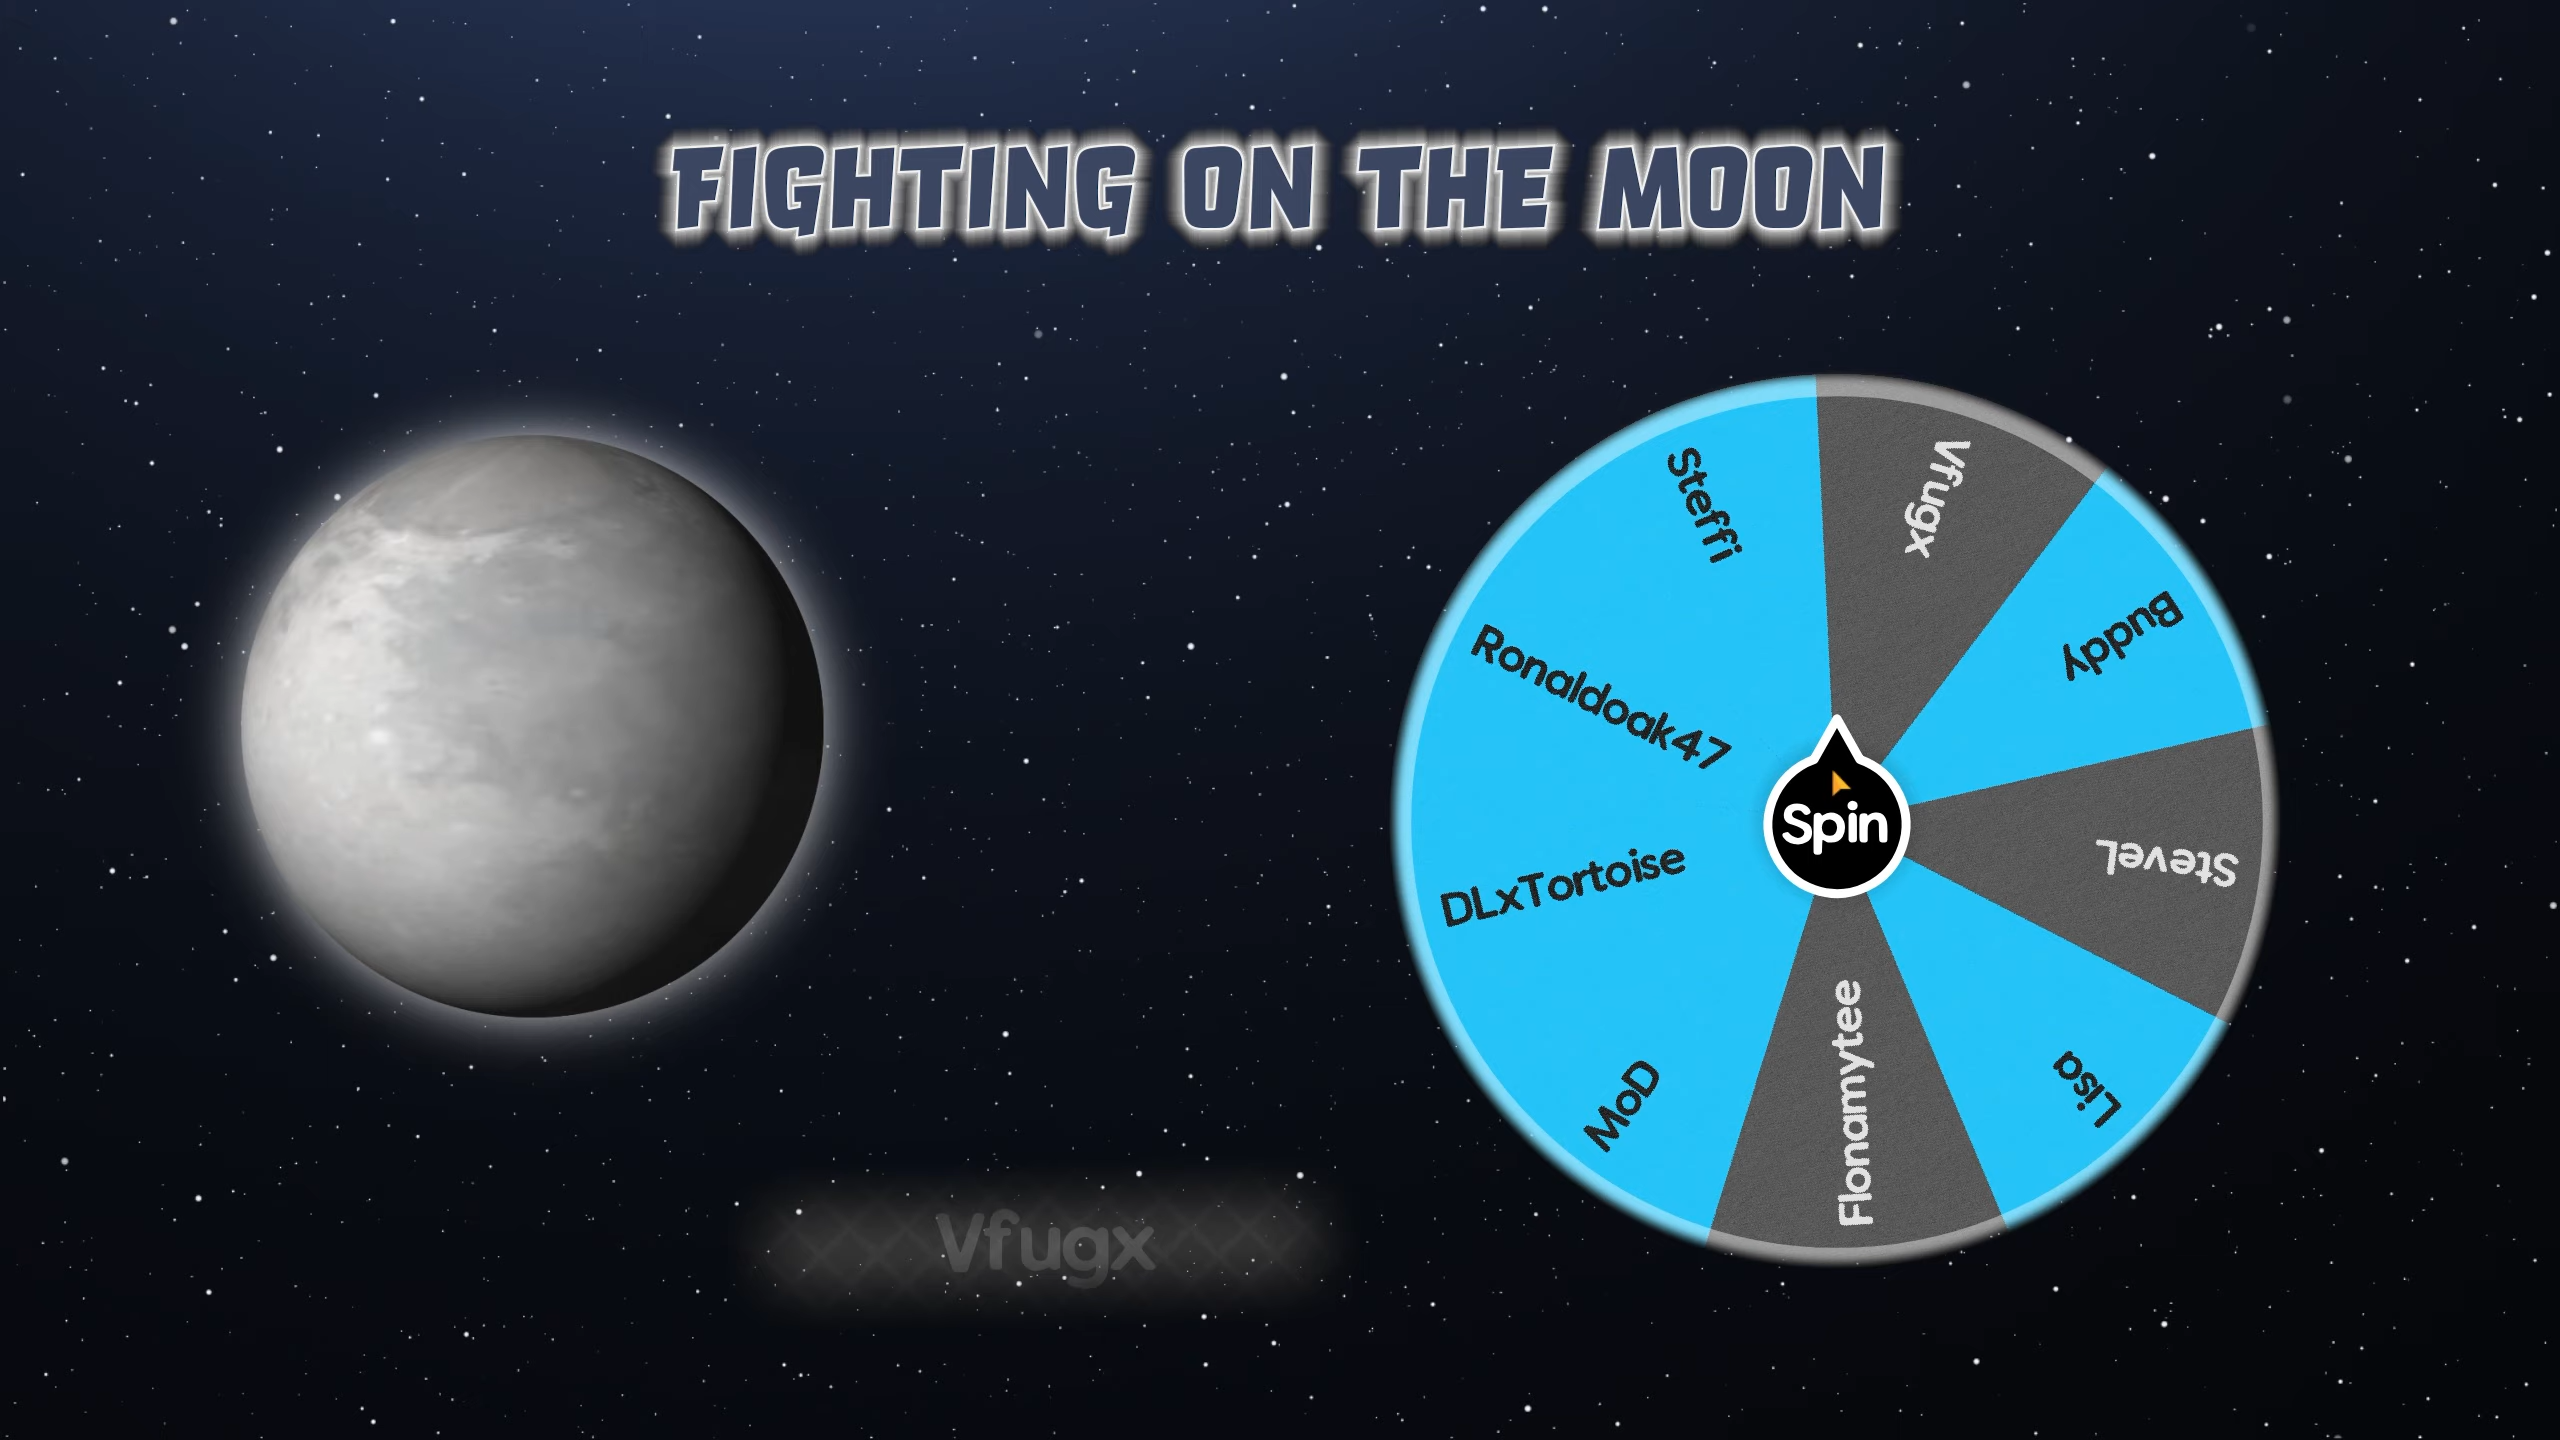 FIGHTING ON THE MOON
Vfugx
Buddy
SteveL
Lisa
Flonamytee
MoD
DLxTortoise
Ronaldoak47
Steffi
Spin
Vfugx